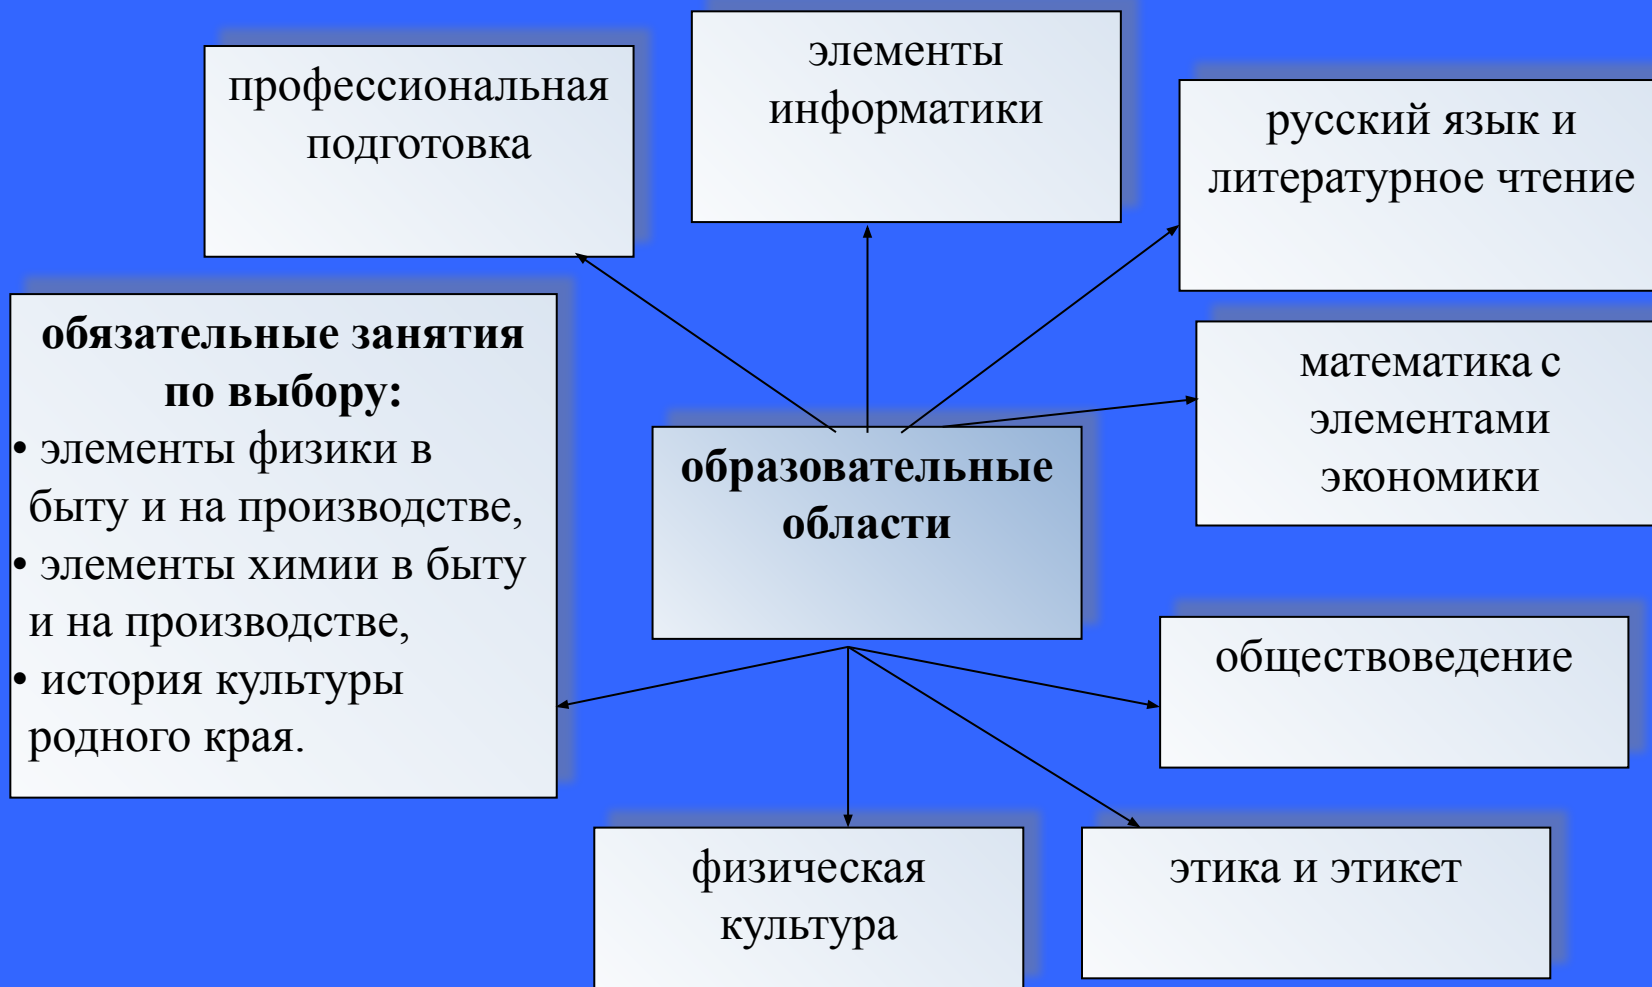 профессиональная
подготовка
элементы
информатики
русский язык и
литературное чтение
обязательные занятия
по выбору:
• элементы физики в
быту и на производстве,
• элементы химии в быту
и на производстве,
• история культуры
родного края.
образовательные
области
математика с
элементами
экономики
обществоведение
физическая
культура
этика и этикет